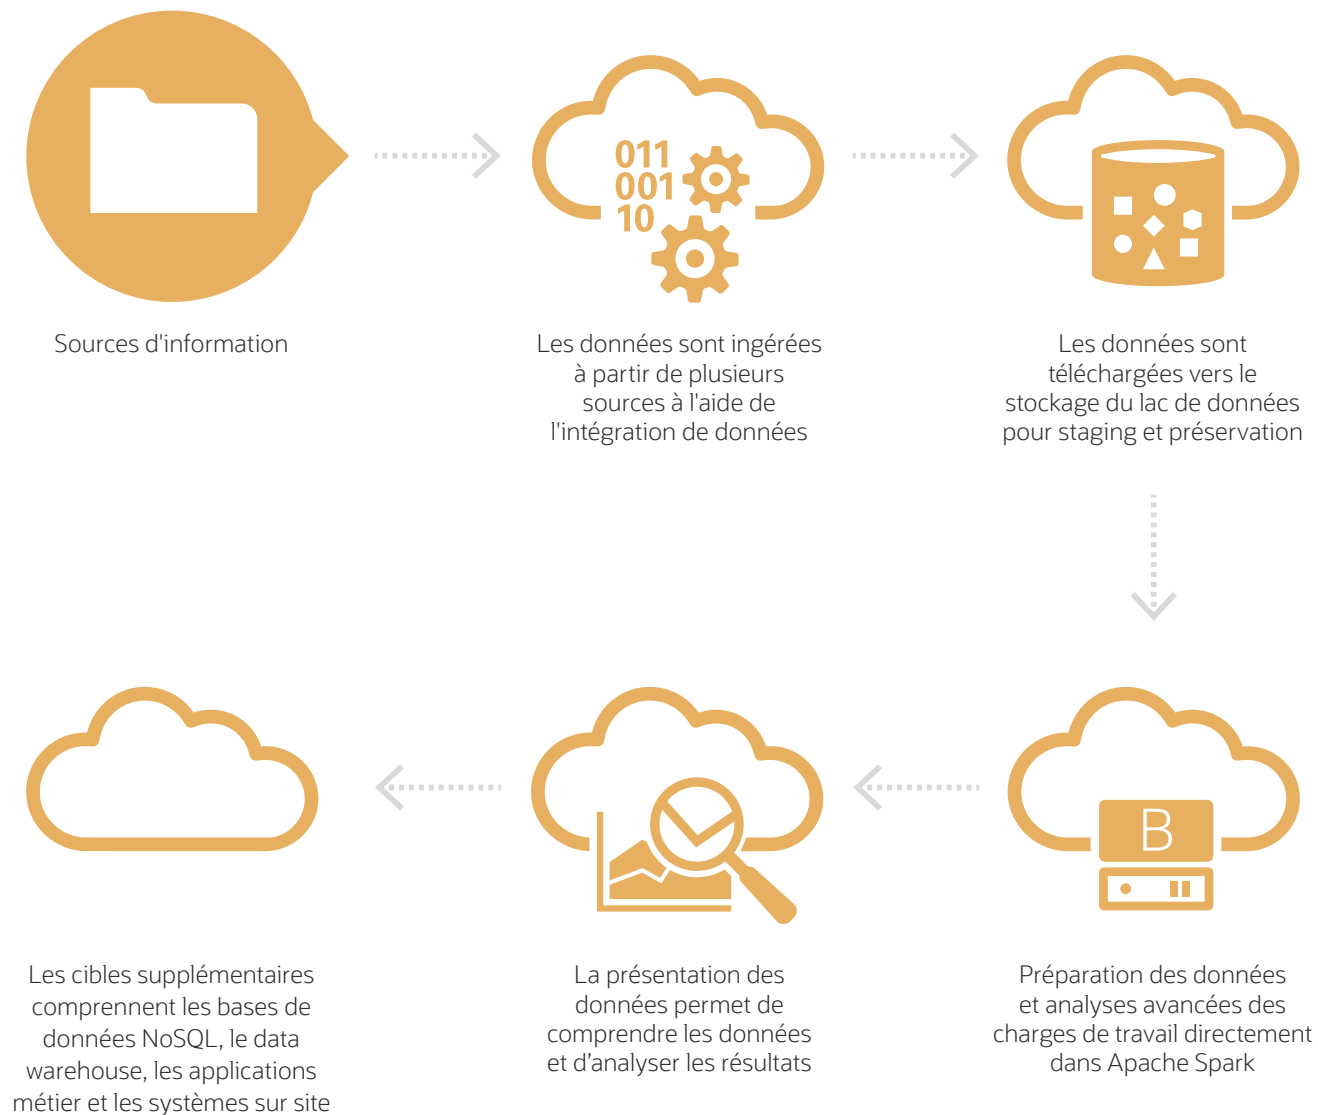 011
001
10
Sources d'information
Les données sont ingérées
à partir de plusieurs
sources à l'aide de
l'intégration de données
Les données sont
téléchargées vers le
stockage du lac de données
pour staging et préservation
B
Les cibles supplémentaires
comprennent les bases de
données NoSQL, le data
warehouse, les applications
métier et les systèmes sur site
La présentation des
données permet de
comprendre les données
et d’analyser les résultats
Préparation des données
et analyses avancées des
charges de travail directement
dans Apache Spark